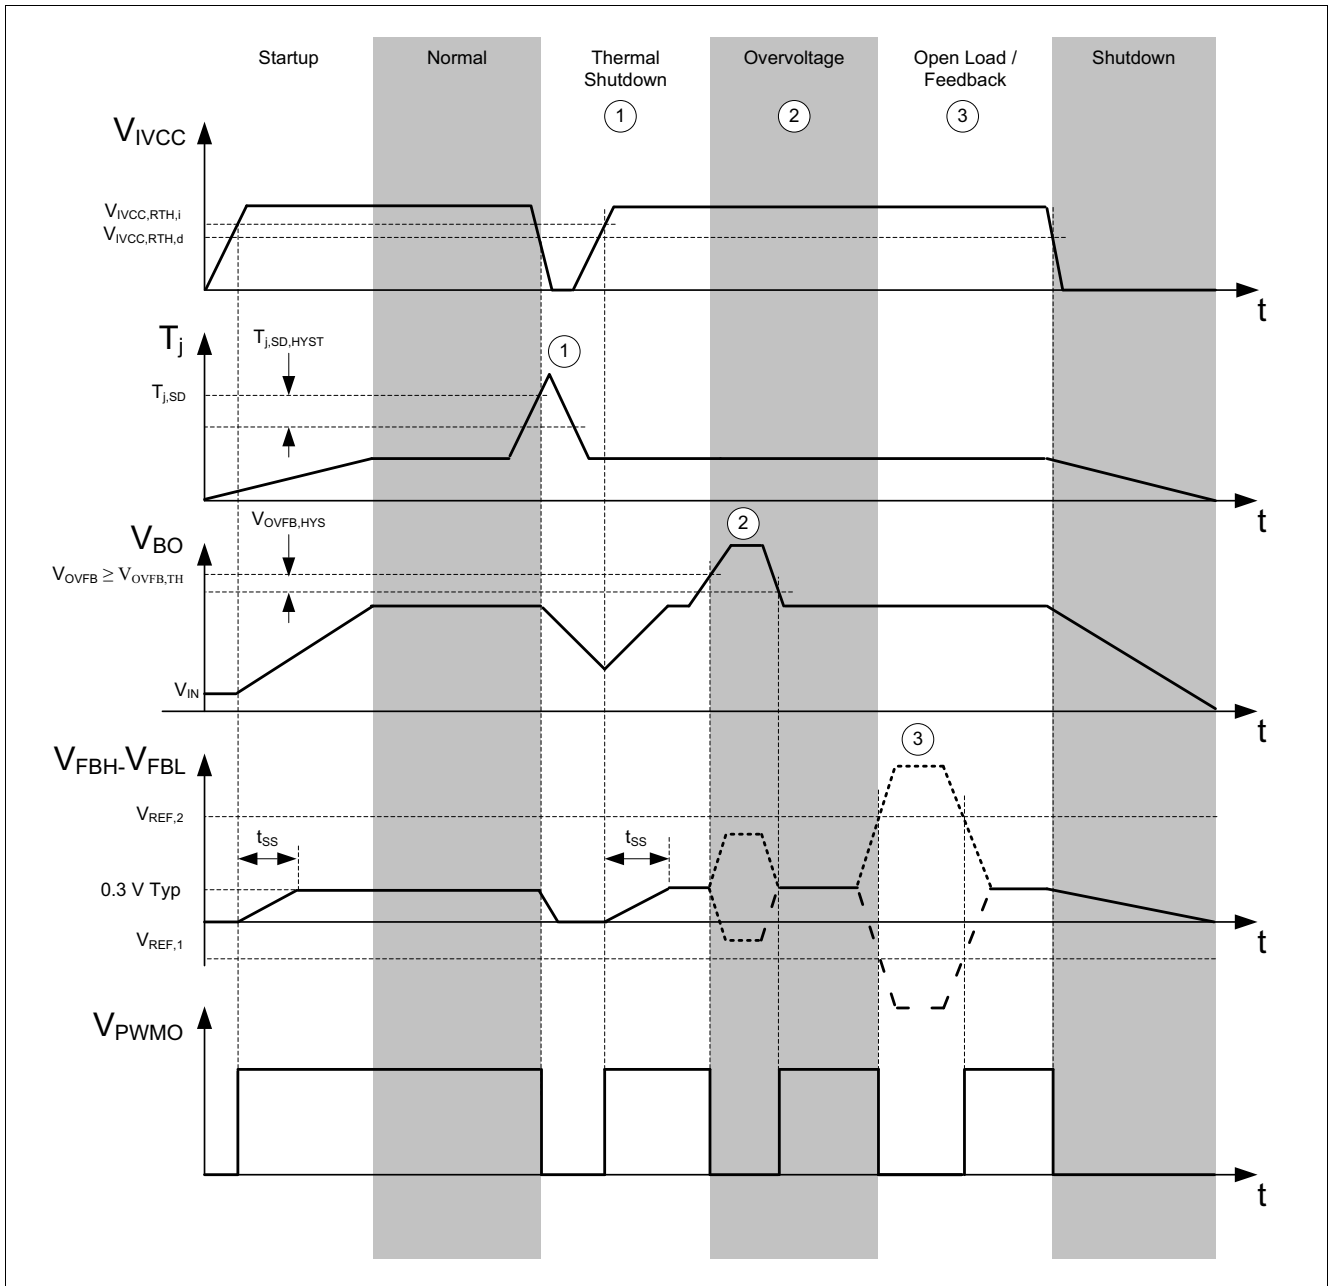 Startup
Normal
Thermal
Shutdown
1
Overvoltage
2
Open Load /
Feedback
3
Shutdown
VIVCC
VIVCC,RTH,i
VIVCC,RTH,d
t
Tj
Tj,SD,HYST
1
Tj,SD
t
VBO
VOVFB,HYS
2
VOVFB ≥ VOVFB,TH
VIN
t
VFBH-VFBL
3
VREF,2
tSS
tSS
0.3 V Typ
VREF,1
t
VPWMO
t